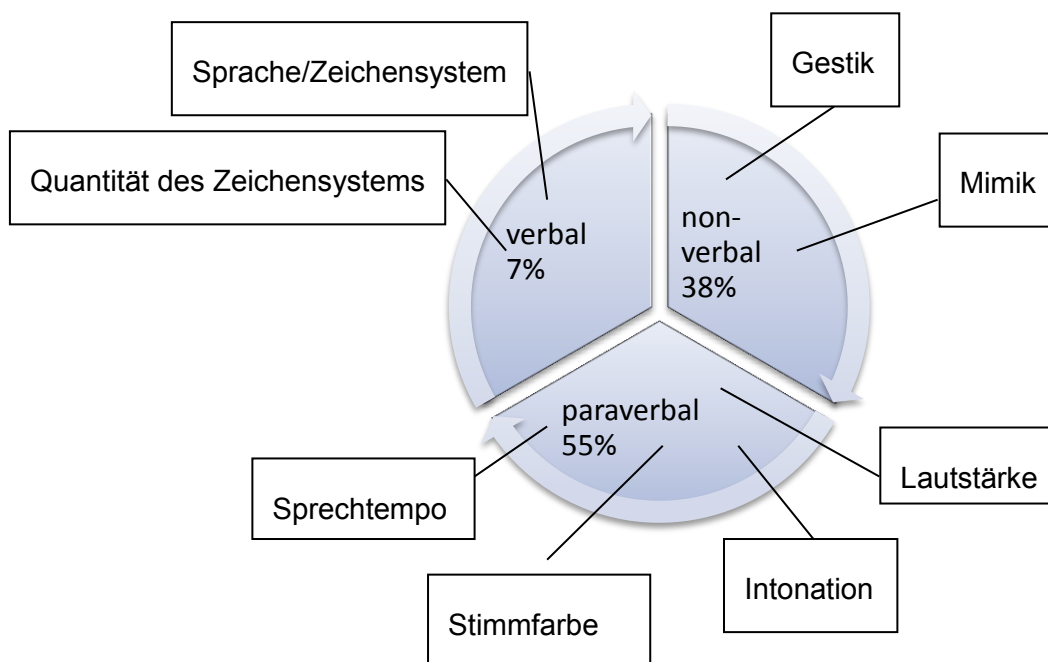 Sprache/Zeichensystem
Gestik
Quantität des Zeichensystems
Mimik
verbal
7%
non-
verbal
38%
paraverbal
55%
Lautstärke
Sprechtempo
Intonation
Stimmfarbe